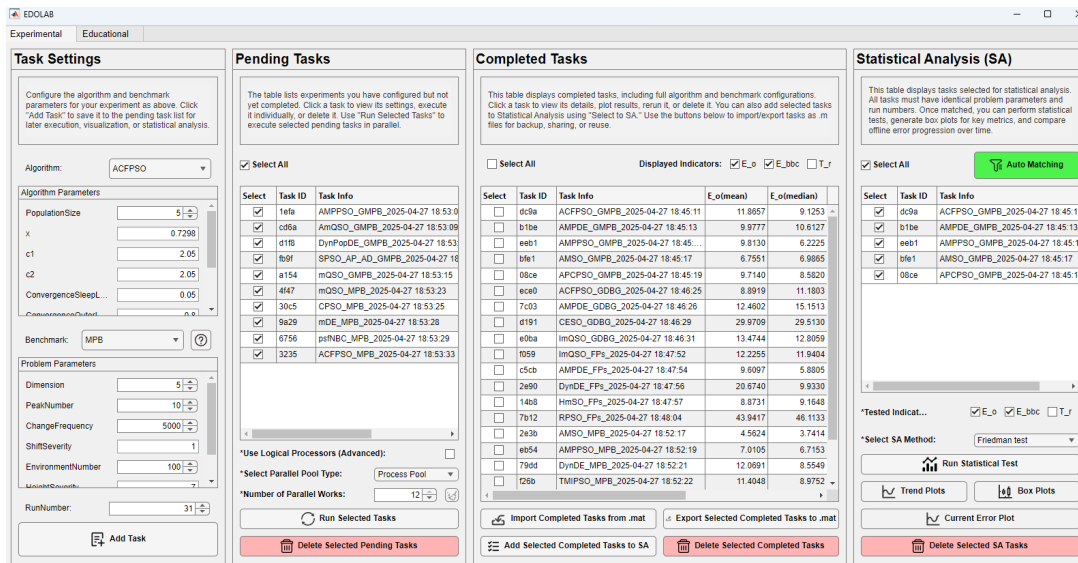 EDOLAB
Experimental
Educational
Task Settings
Configure the algorithm and benchmark
parameters for your experiment as above. Click
"Add Task" to save it to the pending task list for
later execution, visualization, or statistical analysis.
Algorithm:
ACFPSO
Algorithm Parameters
PopulationSize 5
x 0.7298
c1 2.05
c2 2.05
ConvergenceSleepL... 0.05
Benchmark: MPB
Problem Parameters
Dimension 5
PeakNumber 10
ChangeFrequency 5000
ShiftSeverity 1
EnvironmentNumber 100
HeightSeverity 7
RunNumber: 31
Add Task
Pending Tasks
The table lists experiments you have configured but not
yet completed. Click a task to view its settings, execute
it individually, or delete it. Use "Run Selected Tasks" to
execute selected pending tasks in parallel.
Select All
Select Task ID Task Info
1efa AMPPSO_GMPB_2025-04-27 18:53:0
cd6a AmQSO_GMPB_2025-04-27 18:53:09
d1f8 DynPopDE_GMPB_2025-04-27 18:53:
fb9f SPSO_AP_AD_GMPB_2025-04-27 18
a154 mQSO_GMPB_2025-04-27 18:53:15
4f47 mQSO_MPB_2025-04-27 18:53:23
30c5 CPSO_MPB_2025-04-27 18:53:25
9a29 mDE_MPB_2025-04-27 18:53:28
6756 psfNBC_MPB_2025-04-27 18:53:29
3235 ACFPSO_MPB_2025-04-27 18:53:33
*Use Logical Processors (Advanced):
*Select Parallel Pool Type: Process Pool
*Number of Parallel Works: 12
Run Selected Tasks
Delete Selected Pending Tasks
Completed Tasks
This table displays completed tasks, including full algorithm and benchmark configurations.
Click a task to view its details, plot results, rerun it, or delete it. You can also add selected tasks
to Statistical Analysis using "Select to SA." Use the buttons below to import/export tasks as .m
files for backup, sharing, or reuse.
Select All
Displayed Indicators: E_o E_bbc T_r
Select Task ID Task Info E_o(mean) E_o(median)
dc9a ACFPSO_GMPB_2025-04-27 18:45:11 11.8657 9.1253
b1be AMPDE_GMPB_2025-04-27 18:45:13 9.9777 10.6127
eeb1 AMPPSO_GMPB_2025-04-27 18:45:... 9.8130 6.2225
bfe1 AMSO_GMPB_2025-04-27 18:45:17 6.7551 6.9865
08ce APCPSO_GMPB_2025-04-27 18:45:19 9.7140 8.5820
ece0 ACFPSO_GDBG_2025-04-27 18:46:25 8.8919 11.1803
7c03 AMPDE_GDBG_2025-04-27 18:46:26 12.4602 15.1513
d191 CESO_GDBG_2025-04-27 18:46:29 29.9709 29.5130
e0ba ImQSO_GDBG_2025-04-27 18:46:31 13.4744 12.8059
f059 ImQSO_FPs_2025-04-27 18:47:52 12.2255 11.9404
c5cb AMPDE_FPs_2025-04-27 18:47:54 9.6097 5.8805
2e90 DynDE_FPs_2025-04-27 18:47:56 20.6740 9.9330
14b8 HmSO_FPs_2025-04-27 18:47:57 8.8731 9.1648
7b12 RPSO_FPs_2025-04-27 18:48:04 43.9417 46.1133
2e3b AMSO_MPB_2025-04-27 18:52:17 4.5624 3.7414
eb54 AMPPSO_MPB_2025-04-27 18:52:19 7.0105 6.7153
79dd DynDE_MPB_2025-04-27 18:52:21 12.0691 8.5549
f26b TMIPSO_MPB_2025-04-27 18:52:22 11.4048 8.9752
Import Completed Tasks from .mat
Export Selected Completed Tasks to .mat
Add Selected Completed Tasks to SA
Delete Selected Completed Tasks
Statistical Analysis (SA)
This table displays tasks selected for statistical analysis.
All tasks must have identical problem parameters and
run numbers. Once matched, you can perform statistical
tests, generate box plots for key metrics, and compare
offline error progression over time.
Select All
Auto Matching
Select Task ID Task Info
dc9a ACFPSO_GMPB_2025-04-27 18:45:1
b1be AMPDE_GMPB_2025-04-27 18:45:13
eeb1 AMPPSO_GMPB_2025-04-27 18:45:1
bfe1 AMSO_GMPB_2025-04-27 18:45:17
08ce APCPSO_GMPB_2025-04-27 18:45:1
*Tested Indicat... E_o E_bbc T_r
*Select SA Method: Friedman test
Run Statistical Test
Trend Plots
Box Plots
Current Error Plot
Delete Selected SA Tasks